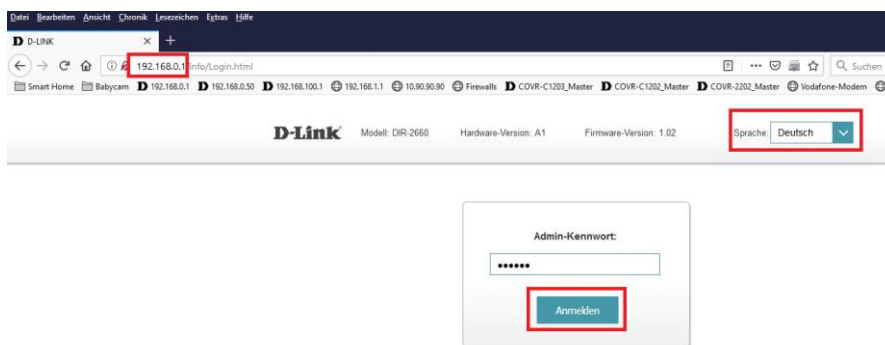 Datei Bearbeiten Ansicht Chronik Lesezeichen Extras Hilfe
D D-LINK × +
192.168.0.1/info/Login.html ··· Suchen
Smart Home Babycam D 192.168.0.1 D 192.168.0.50 D 192.168.100.1 192.168.1.1 10.90.90.90 Firewalls D COVR-C1203_Master D COVR-C1202_Master D COVR-2202_Master Vodafone-Modem
D-Link Modell: DIR-2660 Hardware-Version: A1 Firmware-Version: 1.02 Sprache: Deutsch
Admin-Kennwort:
••••••
Anmelden